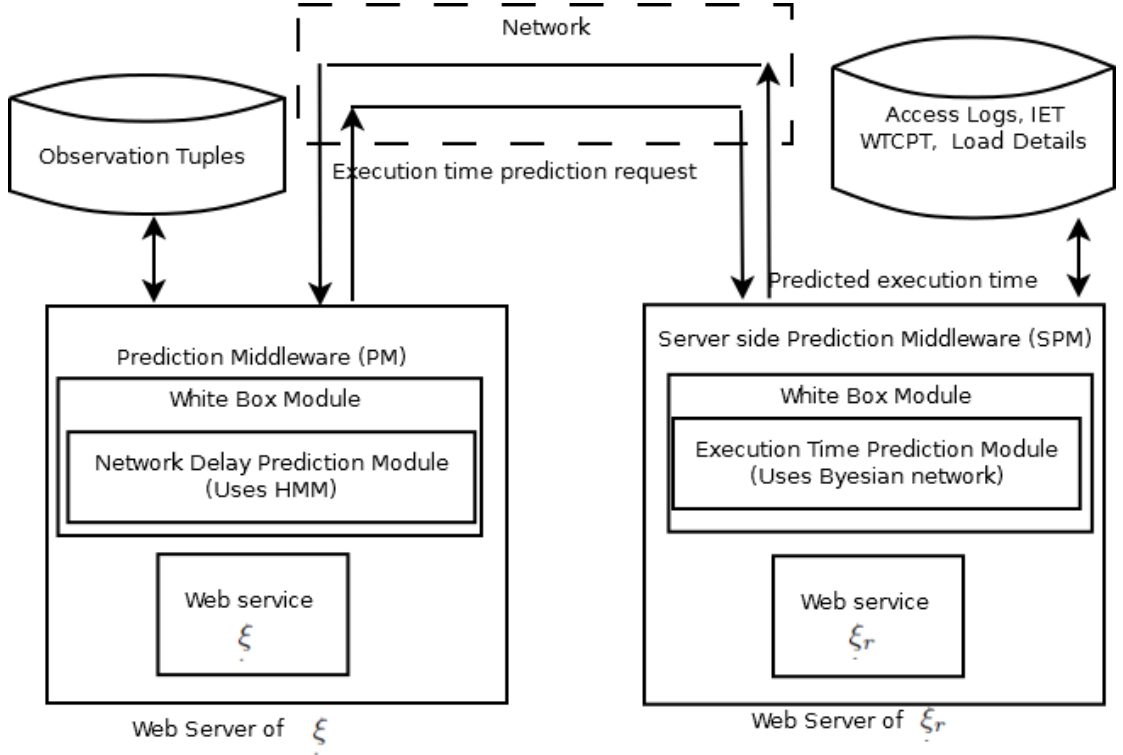 Network
Observation Tuples
Access Logs, IET
WTCPT, Load Details
Execution time prediction request
Predicted execution time
Prediction Middleware (PM)
White Box Module
Network Delay Prediction Module
(Uses HMM)
Web service
ξ
Web Server of ξ
Server side Prediction Middleware (SPM)
White Box Module
Execution Time Prediction Module
(Uses Byesian network)
Web service
ξr
Web Server of ξr